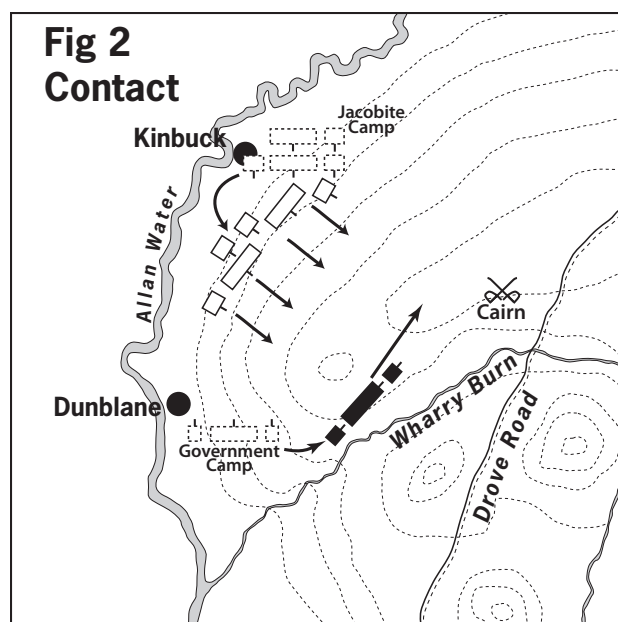 Fig 2
Contact
Jacobite
Camp
Kinbuck
Allan Water
Cairn
Dunblane
Wharry Burn
Government
Camp
Drove Road